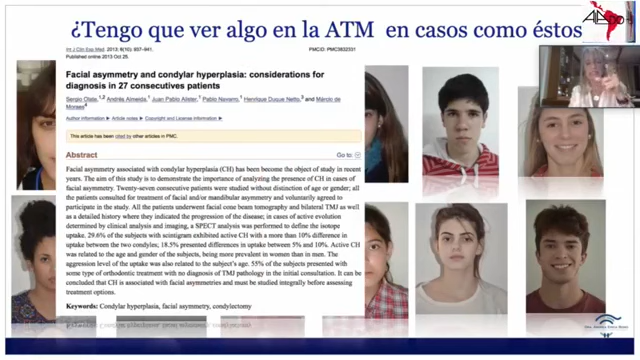 ¿Tengo que ver algo en la ATM en casos como éstos
Int J Clin Exp Med. 2013; 6(10): 937–941.
PMCID: PMC3832331
Published online 2013 Oct 25.
Facial asymmetry and condylar hyperplasia: considerations for
diagnosis in 27 consecutives patients
Sergio Olate, 1,2 Andrés Almeida, 1 Juan Pablo Alister, 1 Pablo Navarro, 1 Henrique Duque Netto, 3 and Márcio de
Moraes 4
Author information ▸ Article notes ▸ Copyright and License information ▸
This article has been cited by other articles in PMC.
Abstract
Go to:
Facial asymmetry associated with condylar hyperplasia (CH) has been become the object of study in recent
years. The aim of this study is to demonstrate the importance of analyzing the presence of CH in cases of
facial asymmetry. Twenty-seven consecutive patients were studied without distinction of age or gender; all
the patients consulted for treatment of facial and/or mandibular asymmetry and voluntarily agreed to
participate in the study. All the patients underwent facial cone beam tomography and bilateral TMJ as well
as a detailed history where they indicated the progression of the disease; in cases of active evolution
determined by clinical analysis and imaging, a SPECT analysis was performed to define the isotope
uptake. 29.6% of the subjects with scintigram exhibited active CH with a more than 10% difference in
uptake between the two condyles; 18.5% presented differences in uptake between 5% and 10%. Active CH
was related to the age and gender of the subjects, being more prevalent in women than in men. The
aggression level of the uptake was also related to the subject's age. 55% of the subjects presented with
some type of orthodontic treatment with no diagnosis of TMJ pathology in the initial consultation. It can be
concluded that CH is associated with facial asymmetries and must be studied integrally before assessing
treatment options.
Keywords: Condylar hyperplasia, facial asymmetry, condylectomy